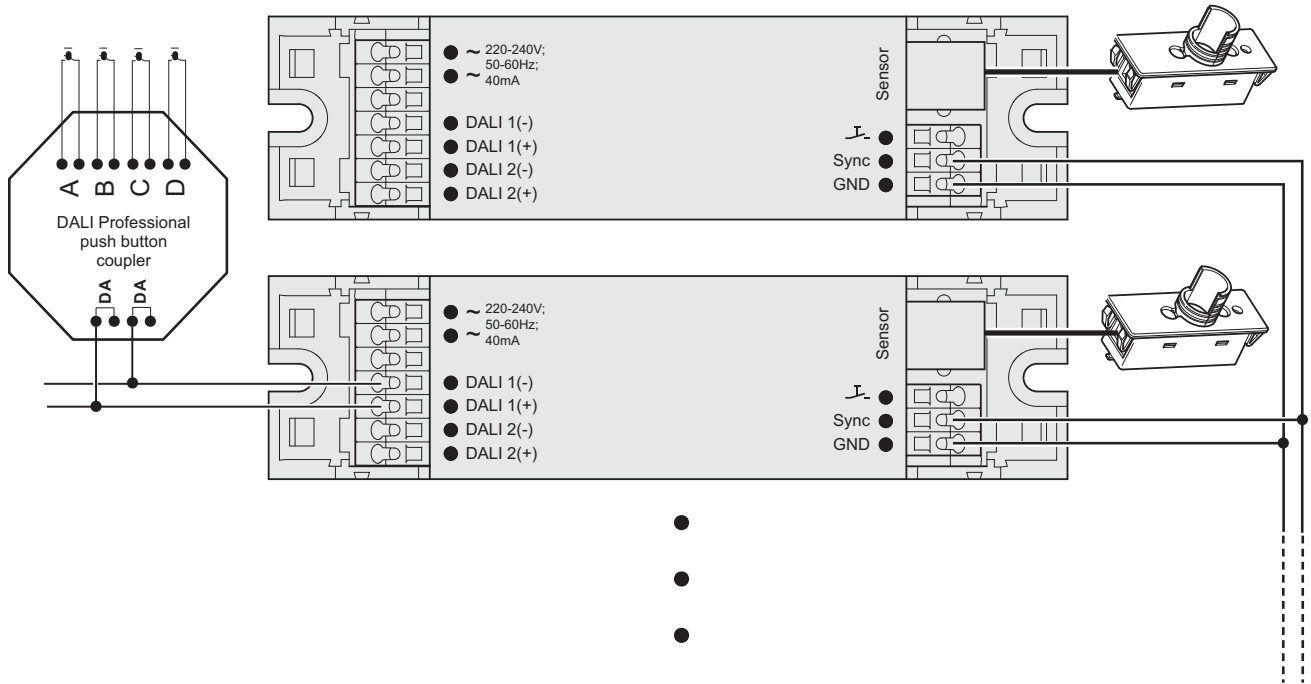 A B C D
DALI Professional
push button
coupler
DA DA
~ 220-240V;
50-60Hz;
~ 40mA
DALI 1(-)
DALI 1(+)
DALI 2(-)
DALI 2(+)
Sensor
Sync
GND
~ 220-240V;
50-60Hz;
~ 40mA
DALI 1(-)
DALI 1(+)
DALI 2(-)
DALI 2(+)
Sensor
Sync
GND